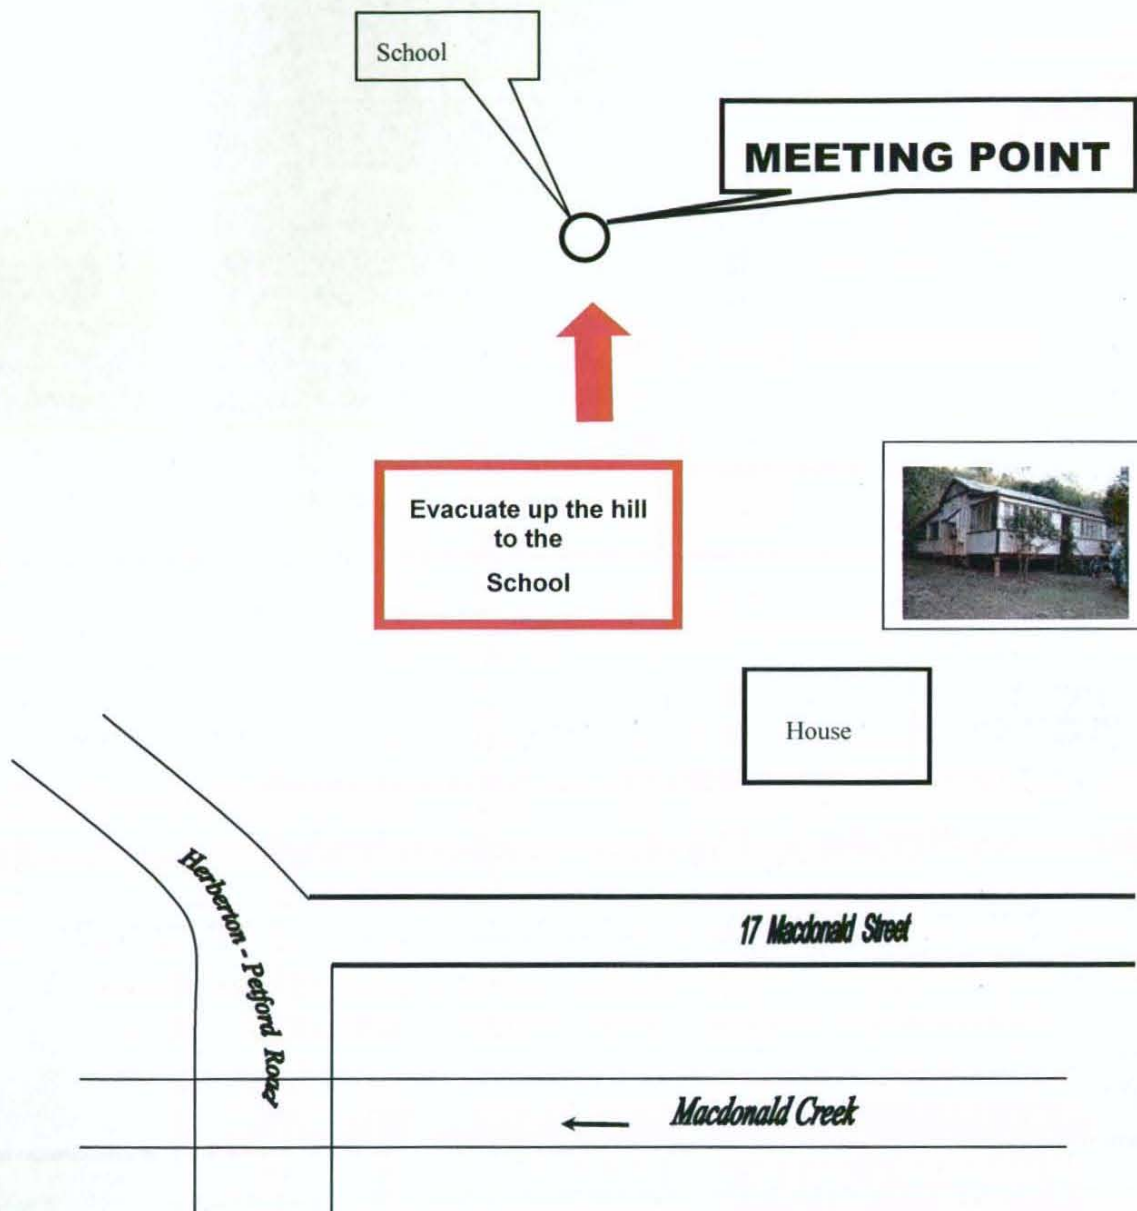 School
MEETING POINT
Evacuate up the hill
to the
School
House
Herberton - Petford Road
17 Macdonald Street
Macdonald Creek